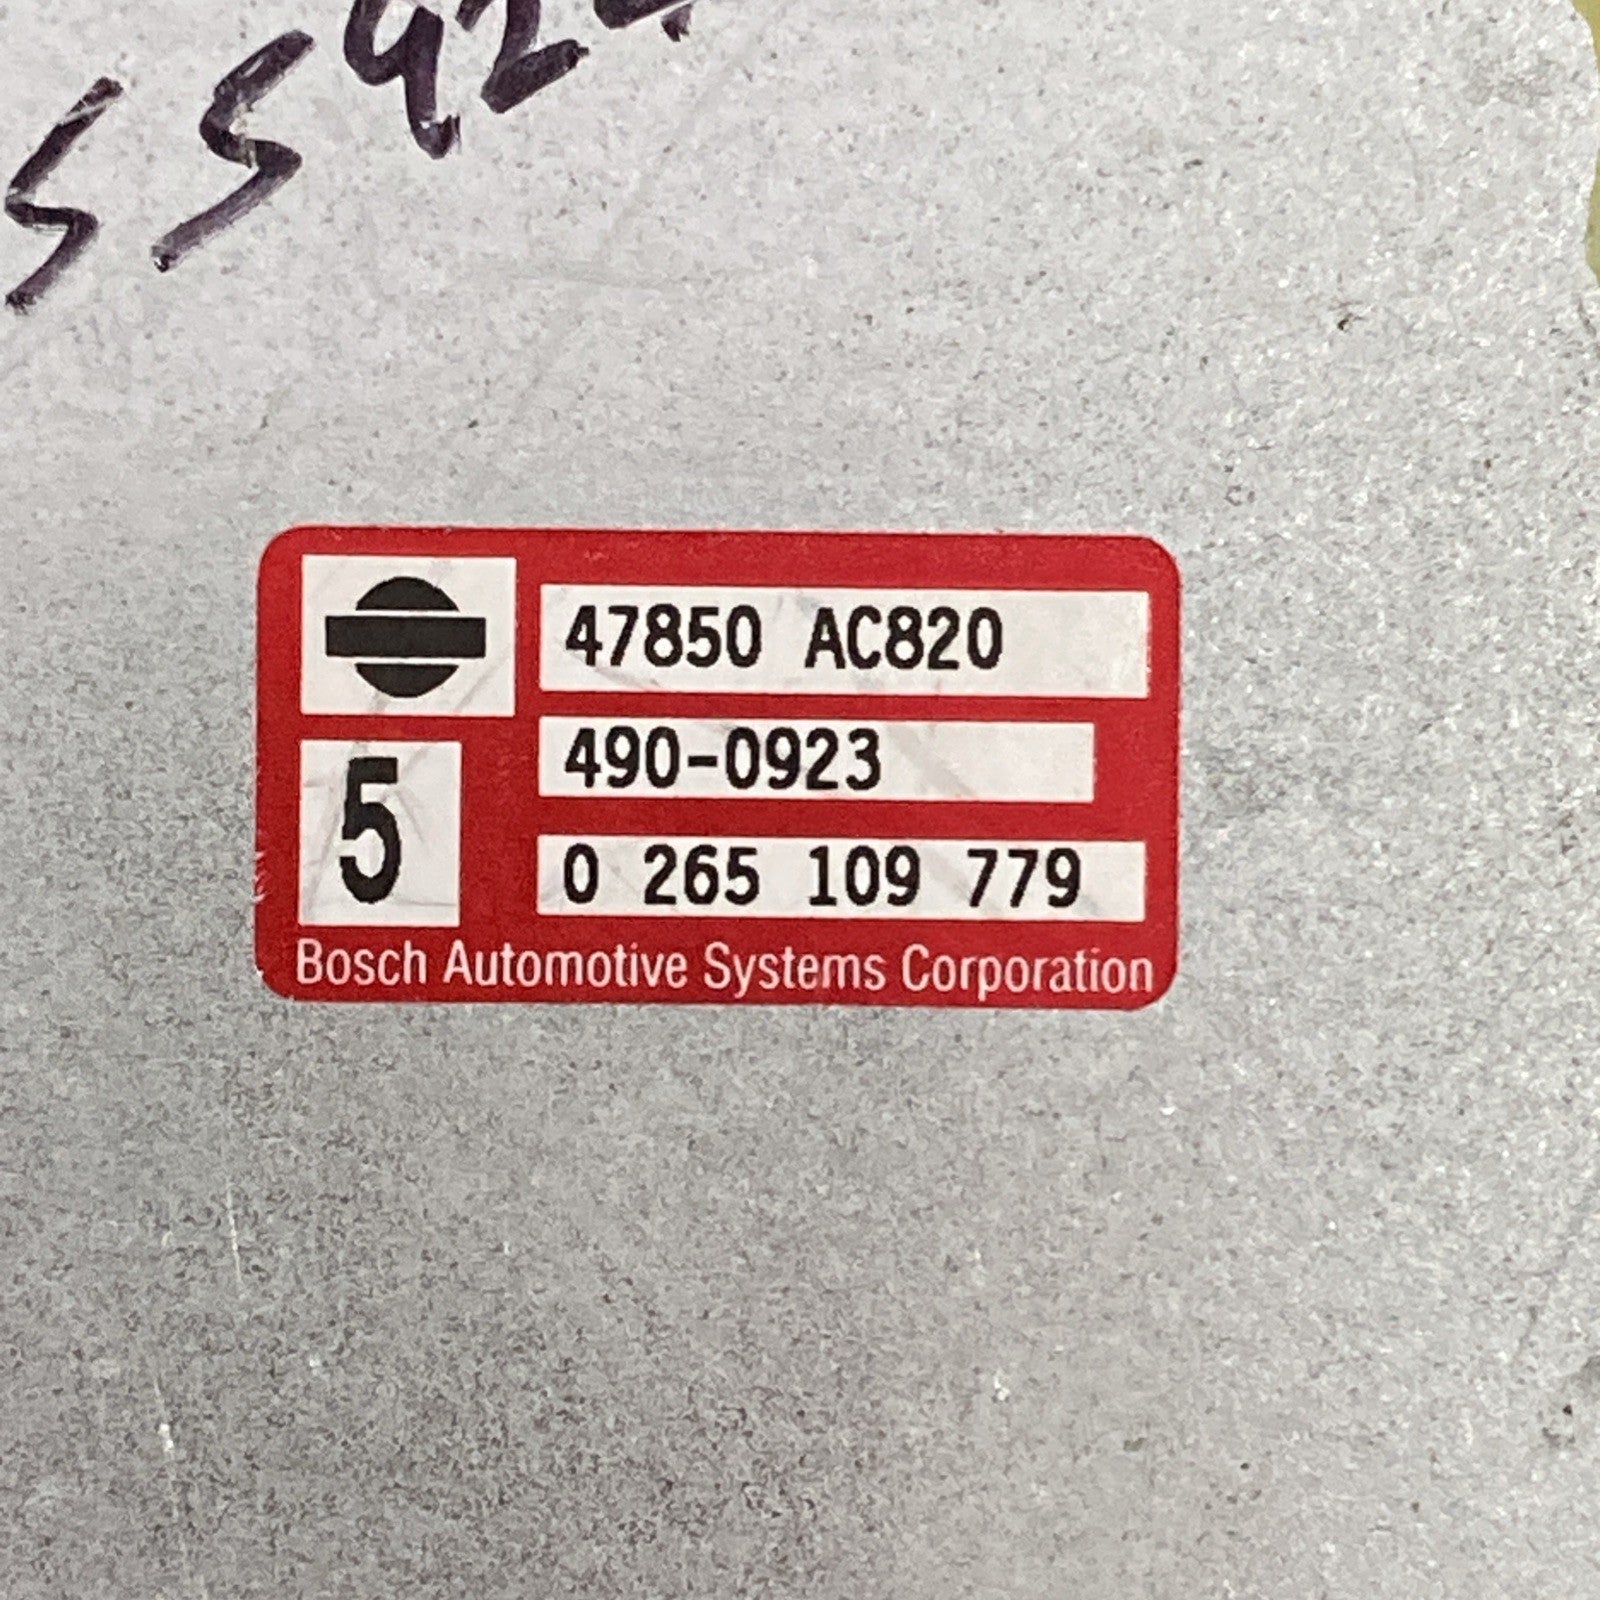 47850 AC820
490-0923
5
0 265 109 779
Bosch Automotive Systems Corporation